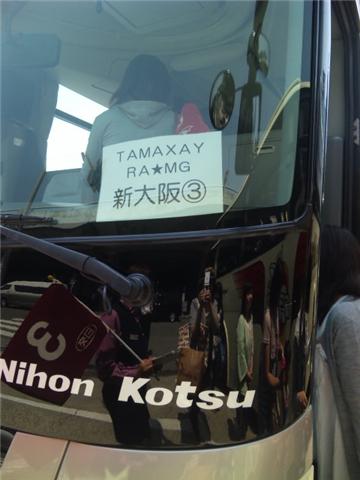 TAMAXAY
RA★MG
新大阪③
3
Nihon Kotsu